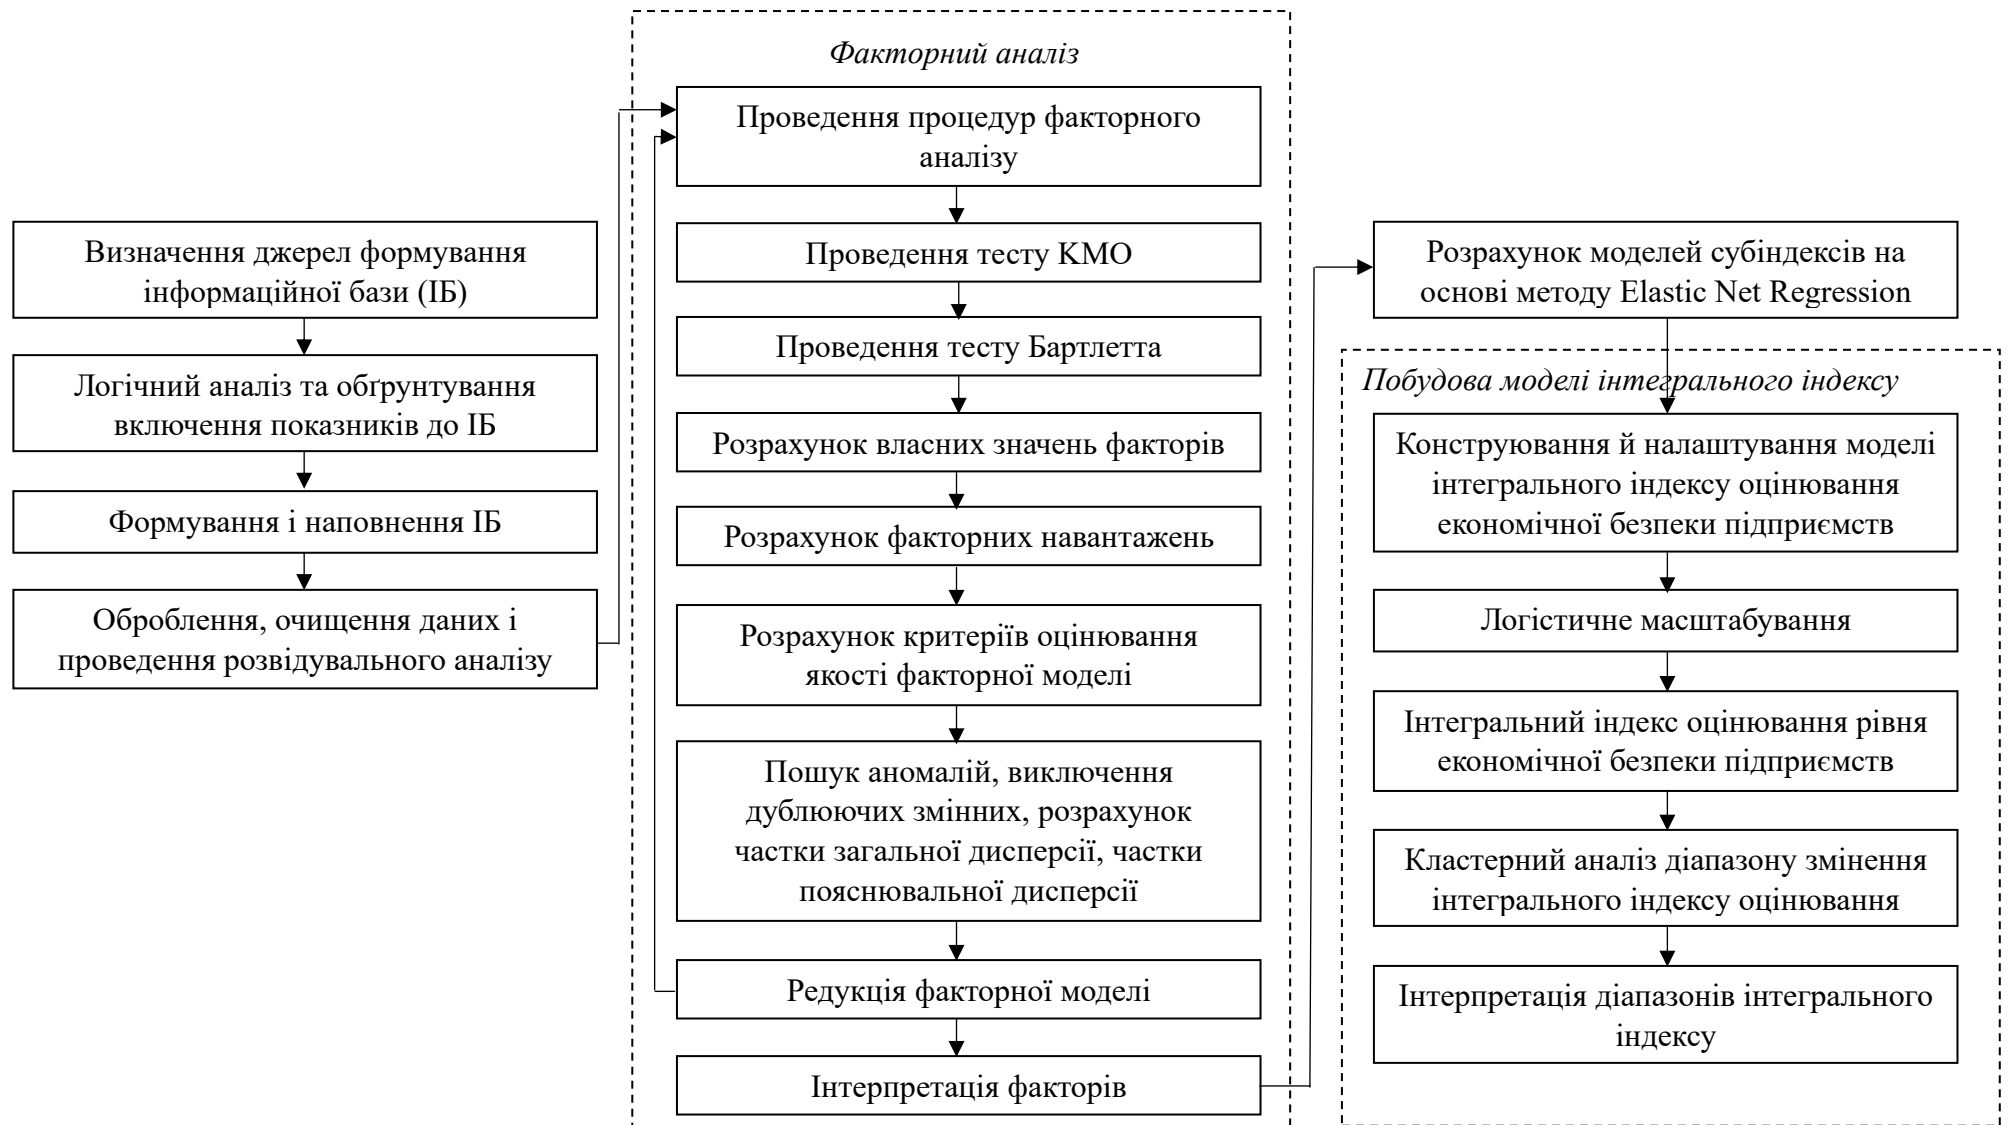 Визначення джерел формування
інформаційної бази (ІБ)
Логічний аналіз та обґрунтування
включення показників до ІБ
Формування і наповнення ІБ
Оброблення, очищення даних і
проведення розвідувального аналізу
Факторний аналіз
Проведення процедур факторного
аналізу
Проведення тесту KMO
Проведення тесту Бартлетта
Розрахунок власних значень факторів
Розрахунок факторних навантажень
Розрахунок критеріїв оцінювання
якості факторної моделі
Пошук аномалій, виключення
дублюючих змінних, розрахунок
частки загальної дисперсії, частки
пояснювальної дисперсії
Редукція факторної моделі
Інтерпретація факторів
Розрахунок моделей субіндексів на
основі методу Elastic Net Regression
Побудова моделі інтегрального індексу
Конструювання й налаштування моделі
інтегрального індексу оцінювання
економічної безпеки підприємств
Логістичне масштабування
Інтегральний індекс оцінювання рівня
економічної безпеки підприємств
Кластерний аналіз діапазону змінення
інтегрального індексу оцінювання
Інтерпретація діапазонів інтегрального
індексу